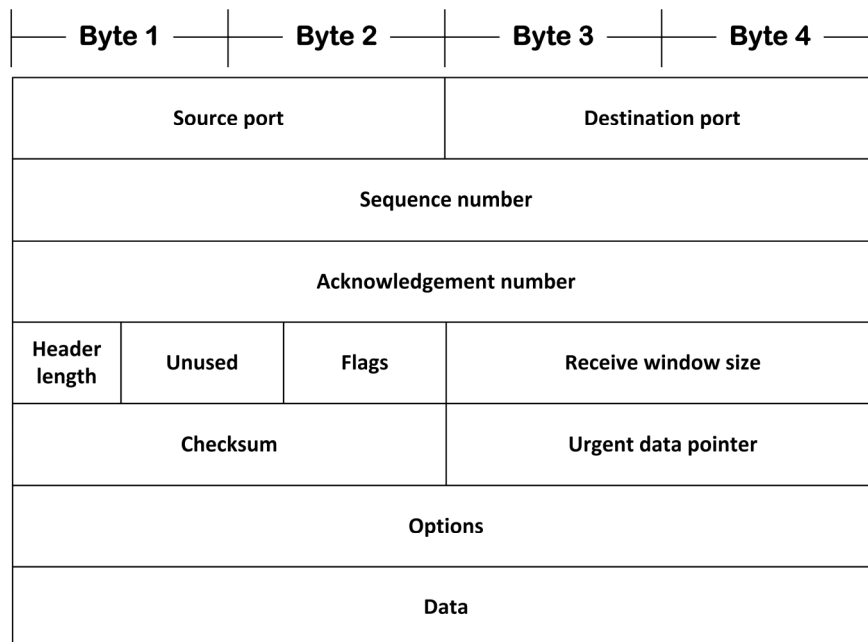 Byte 1 Byte 2 Byte 3 Byte 4
Source port Destination port
Sequence number
Acknowledgement number
Header
length Unused Flags Receive window size
Checksum Urgent data pointer
Options
Data